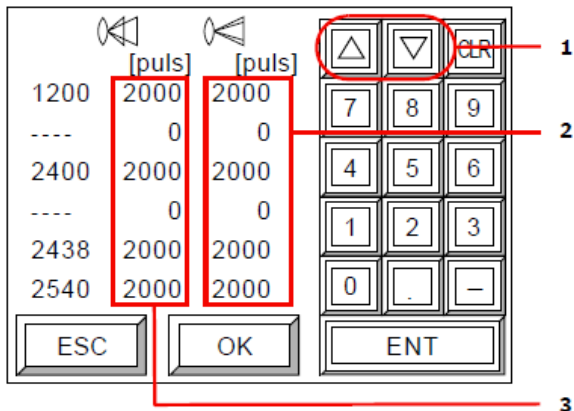 [puls] [puls]
1200 2000 2000
---- 0 0
2400 2000 2000
---- 0 0
2438 2000 2000
2540 2000 2000
CLR
7 8 9
4 5 6
1 2 3
0 . –
ESC OK ENT
1
2
3